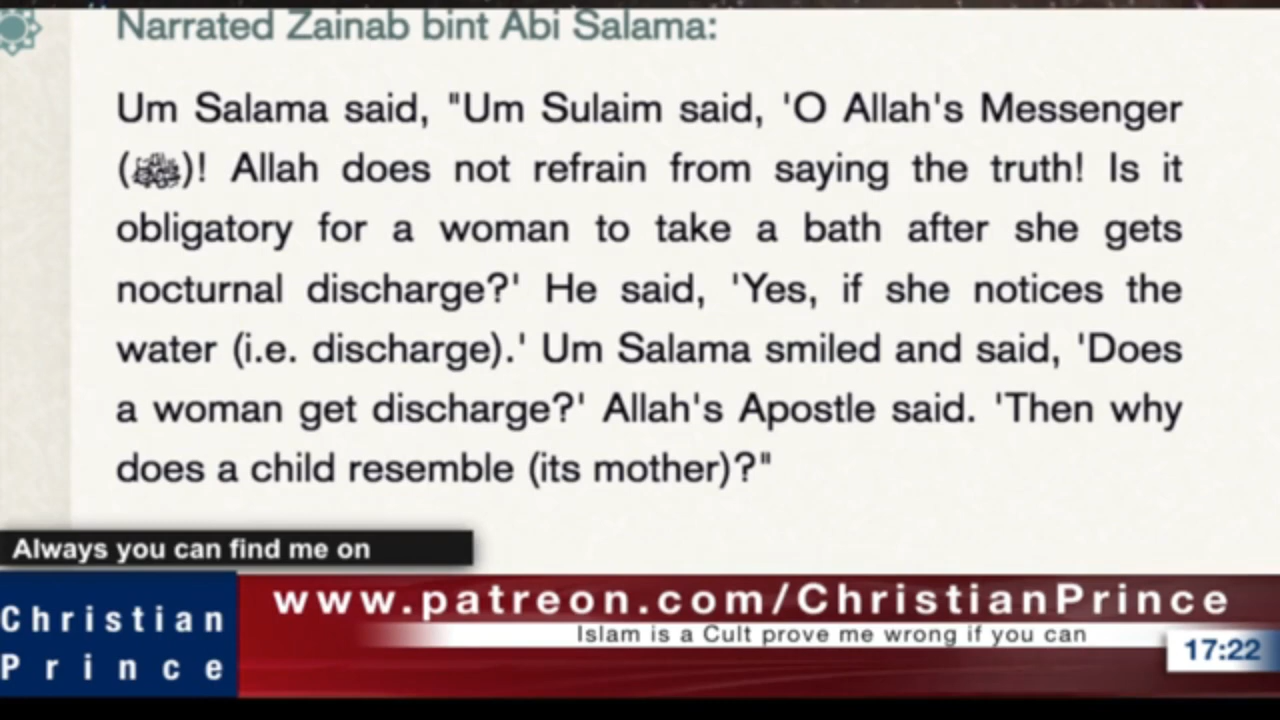 Narrated Zainab bint Abi Salama:
Um Salama said, "Um Sulaim said, 'O Allah's Messenger
(ﷺ)! Allah does not refrain from saying the truth! Is it
obligatory for a woman to take a bath after she gets
nocturnal discharge?' He said, 'Yes, if she notices the
water (i.e. discharge).' Um Salama smiled and said, 'Does
a woman get discharge?' Allah's Apostle said. 'Then why
does a child resemble (its mother)?"
Always you can find me on
Christian
Prince
www.patreon.com/ChristianPrince
Islam is a Cult prove me wrong if you can
17:22